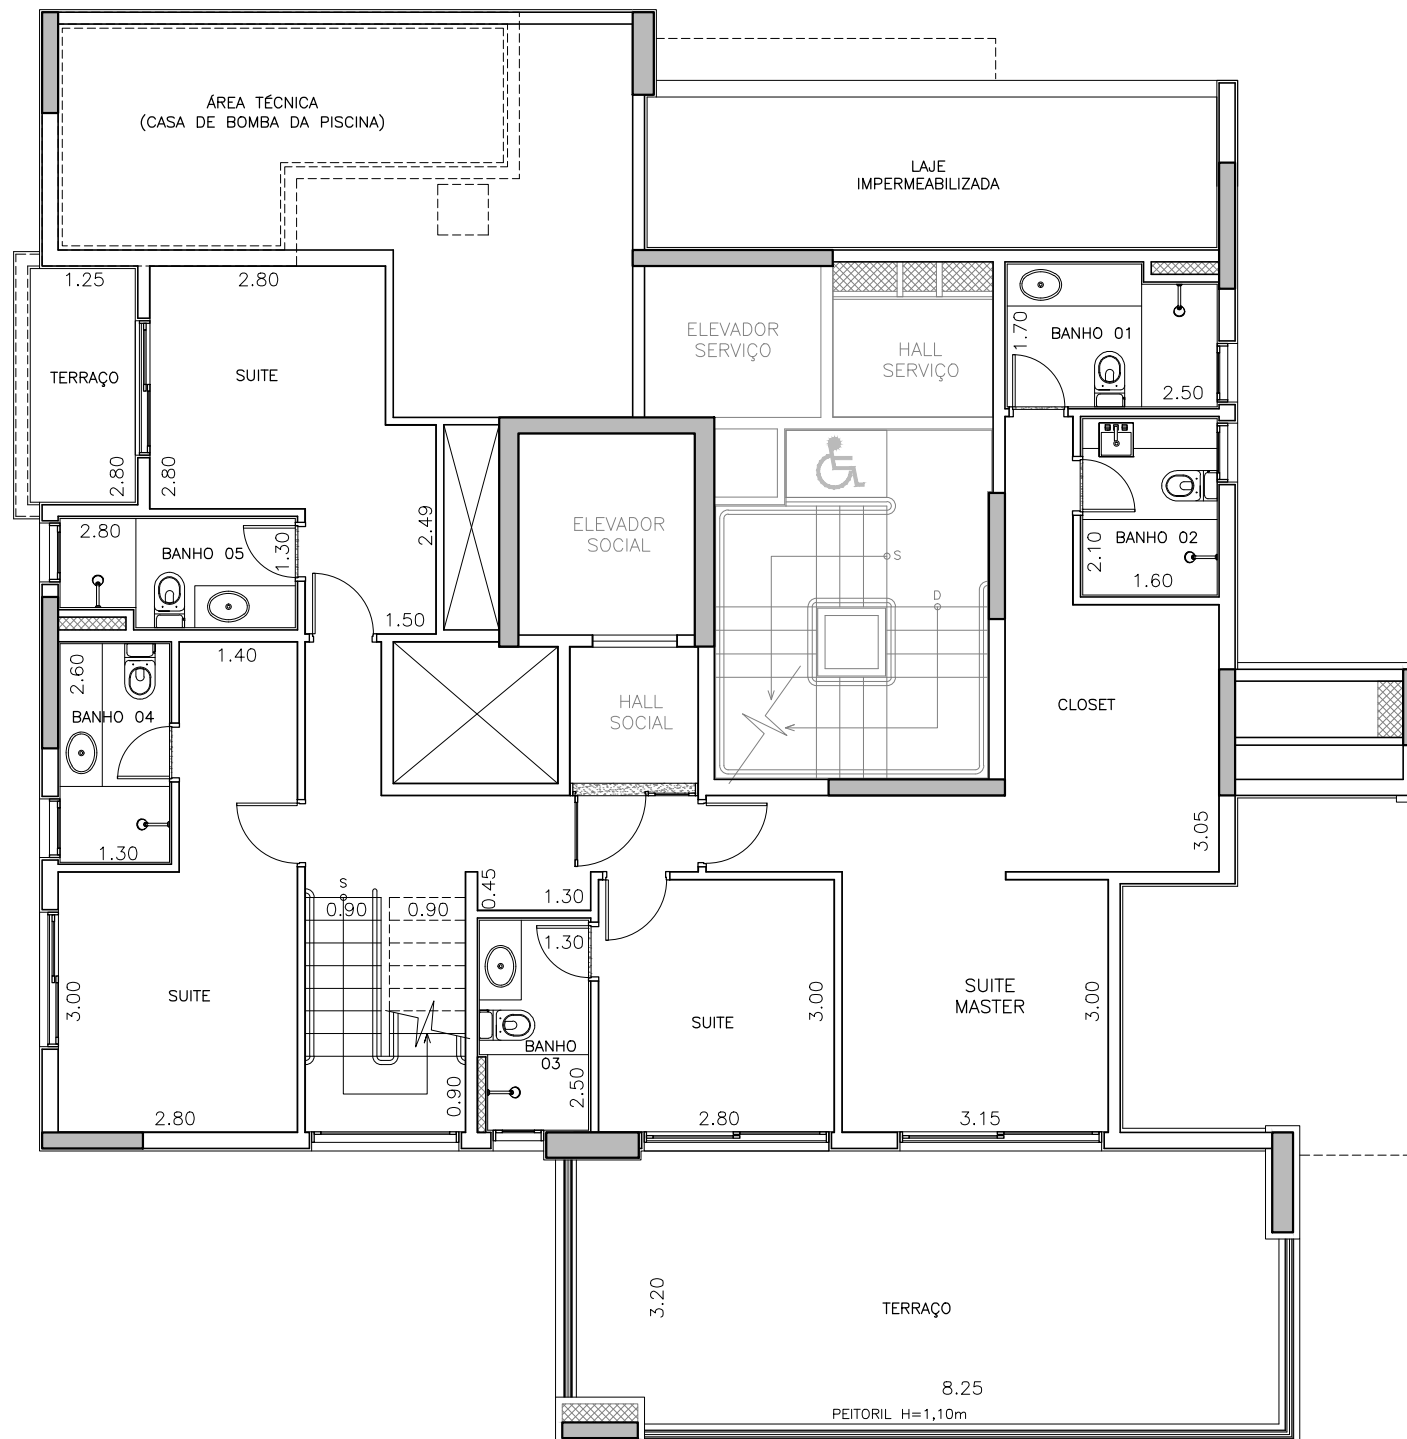 ÁREA TÉCNICA
(CASA DE BOMBA DA PISCINA)
LAJE
IMPERMEABILIZADA
1.25
2.80
TERRAÇO
SUITE
2.80
2.80
2.49
1.50
ELEVADOR
SERVIÇO
HALL
SERVIÇO
1.70
BANHO 01
2.50
ELEVADOR
SOCIAL
S
D
BANHO 02
2.10
1.60
2.80
BANHO 05
1.30
1.40
2.60
BANHO 04
1.30
HALL
SOCIAL
CLOSET
3.05
S
0.90
0.90
0.45
1.30
1.30
SUITE
3.00
2.80
0.90
BANHO
03
2.50
SUITE
3.00
2.80
SUITE
MASTER
3.00
3.15
3.20
TERRAÇO
8.25
PEITORIL H=1,10m